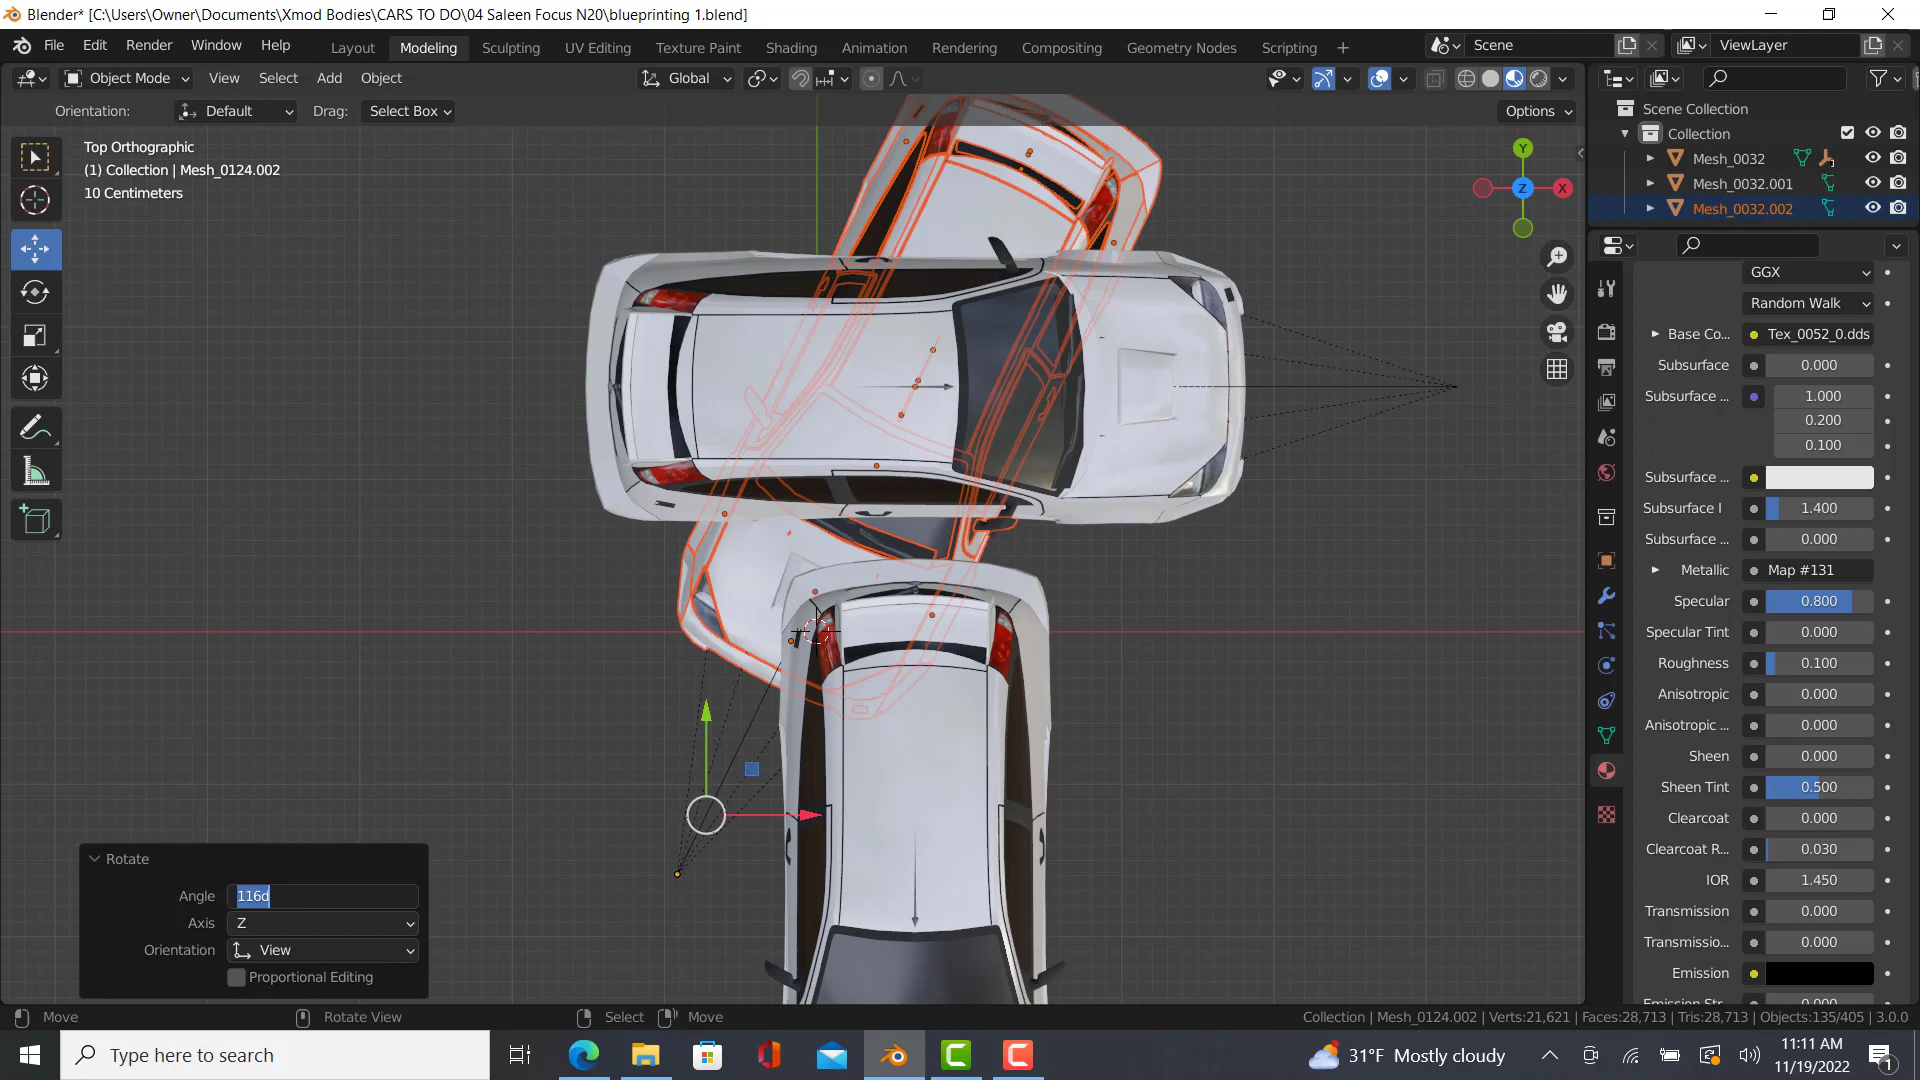 Blender* [C:\Users\Owner\Documents\Xmod Bodies\CARS TO DO\04 Saleen Focus N20\blueprinting 1.blend]
File Edit Render Window Help
Layout Modeling Sculpting UV Editing Texture Paint Shading Animation Rendering Compositing Geometry Nodes Scripting
Scene
ViewLayer
Object Mode View Select Add Object
Global
Orientation: Default Drag: Select Box
Options
Top Orthographic
(1) Collection | Mesh_0124.002
10 Centimeters
Y
Z
X
Scene Collection
Collection
Mesh_0032
Mesh_0032.001
Mesh_0032.002
GGX
Random Walk
Base Co... Tex_0052_0.dds
Subsurface 0.000
Subsurface ... 1.000
0.200
0.100
Subsurface ...
Subsurface I 1.400
Subsurface ... 0.000
Metallic Map #131
Specular 0.800
Specular Tint 0.000
Roughness 0.100
Anisotropic 0.000
Anisotropic ... 0.000
Sheen 0.000
Sheen Tint 0.500
Clearcoat 0.000
Clearcoat R... 0.030
IOR 1.450
Transmission 0.000
Transmissio... 0.000
Emission
Emission Str... 0.000
Rotate
Angle 116d
Axis Z
Orientation View
Proportional Editing
Move Rotate View Select Move
Collection | Mesh_0124.002 | Verts:21,621 | Faces:28,713 | Tris:28,713 | Objects:135/405 | 3.0.0
Type here to search
31°F Mostly cloudy
11:11 AM
11/19/2022
1